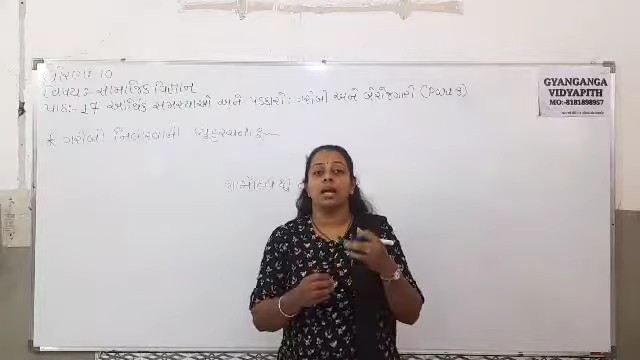 ધોરણ: 10
વિષય: સામાજિક વિજ્ઞાન
પાઠ:- 17 આર્થિક સમસ્યાઓ અને પડકારો: ગરીબી અને બેરોજગારી (Part 3)
* ગરીબી નિવારવાની વ્યુહરચના:-
GYANGANGA
VIDYAPITH
MO:-8181898957